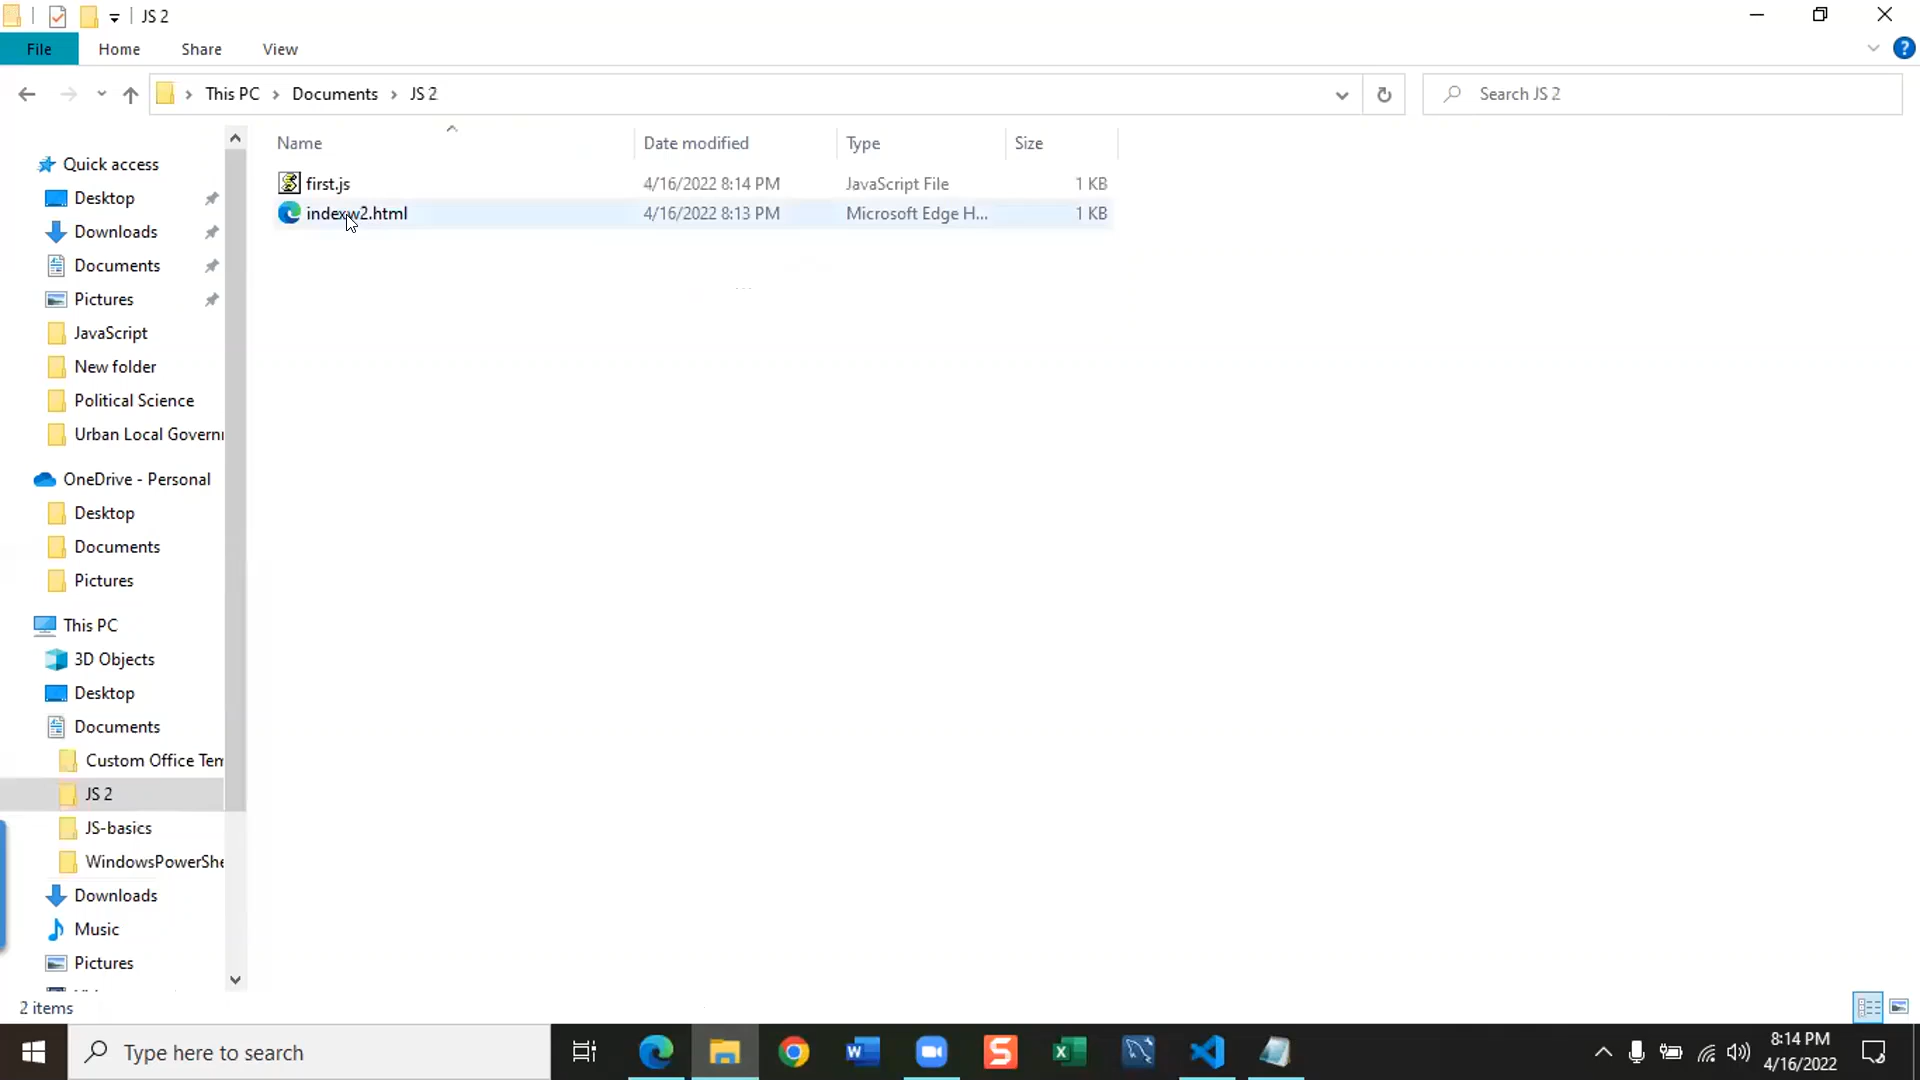 JS 2
File Home Share View
This PC Documents JS 2
Search JS 2
Name Date modified Type Size
first.js 4/16/2022 8:14 PM JavaScript File 1 KB
indexw2.html 4/16/2022 8:13 PM Microsoft Edge H... 1 KB
Quick access
Desktop
Downloads
Documents
Pictures
JavaScript
New folder
Political Science
Urban Local Govern
OneDrive - Personal
Desktop
Documents
Pictures
This PC
3D Objects
Desktop
Documents
Custom Office Tem
JS 2
JS-basics
WindowsPowerShe
Downloads
Music
Pictures
2 items
Type here to search
8:14 PM
4/16/2022